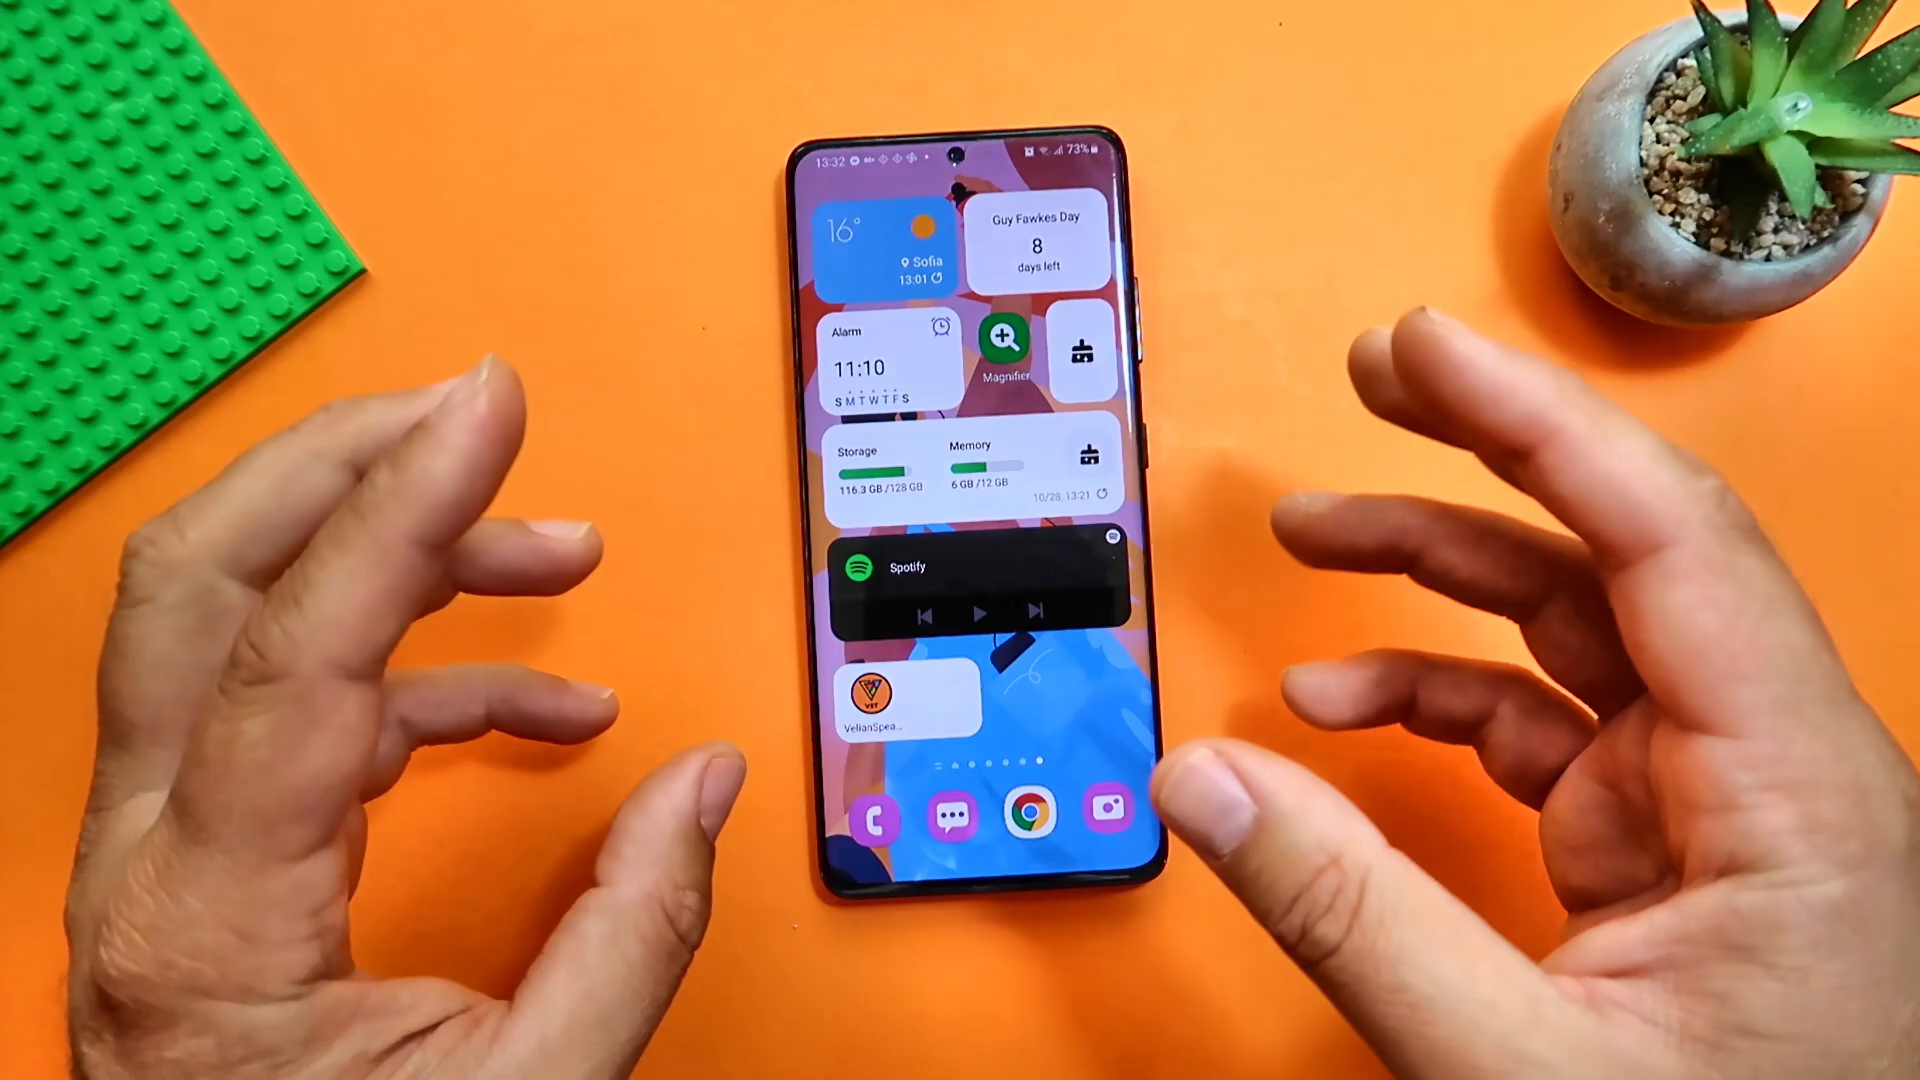 13:32
73%
16°
Sofia
13:01
Guy Fawkes Day
8
days left
Alarm
11:10
S M T W T F S
Magnifier
Storage
116.3 GB /128 GB
Memory
6 GB /12 GB
10/28, 13:21
Spotify
VST
VelianSpea...